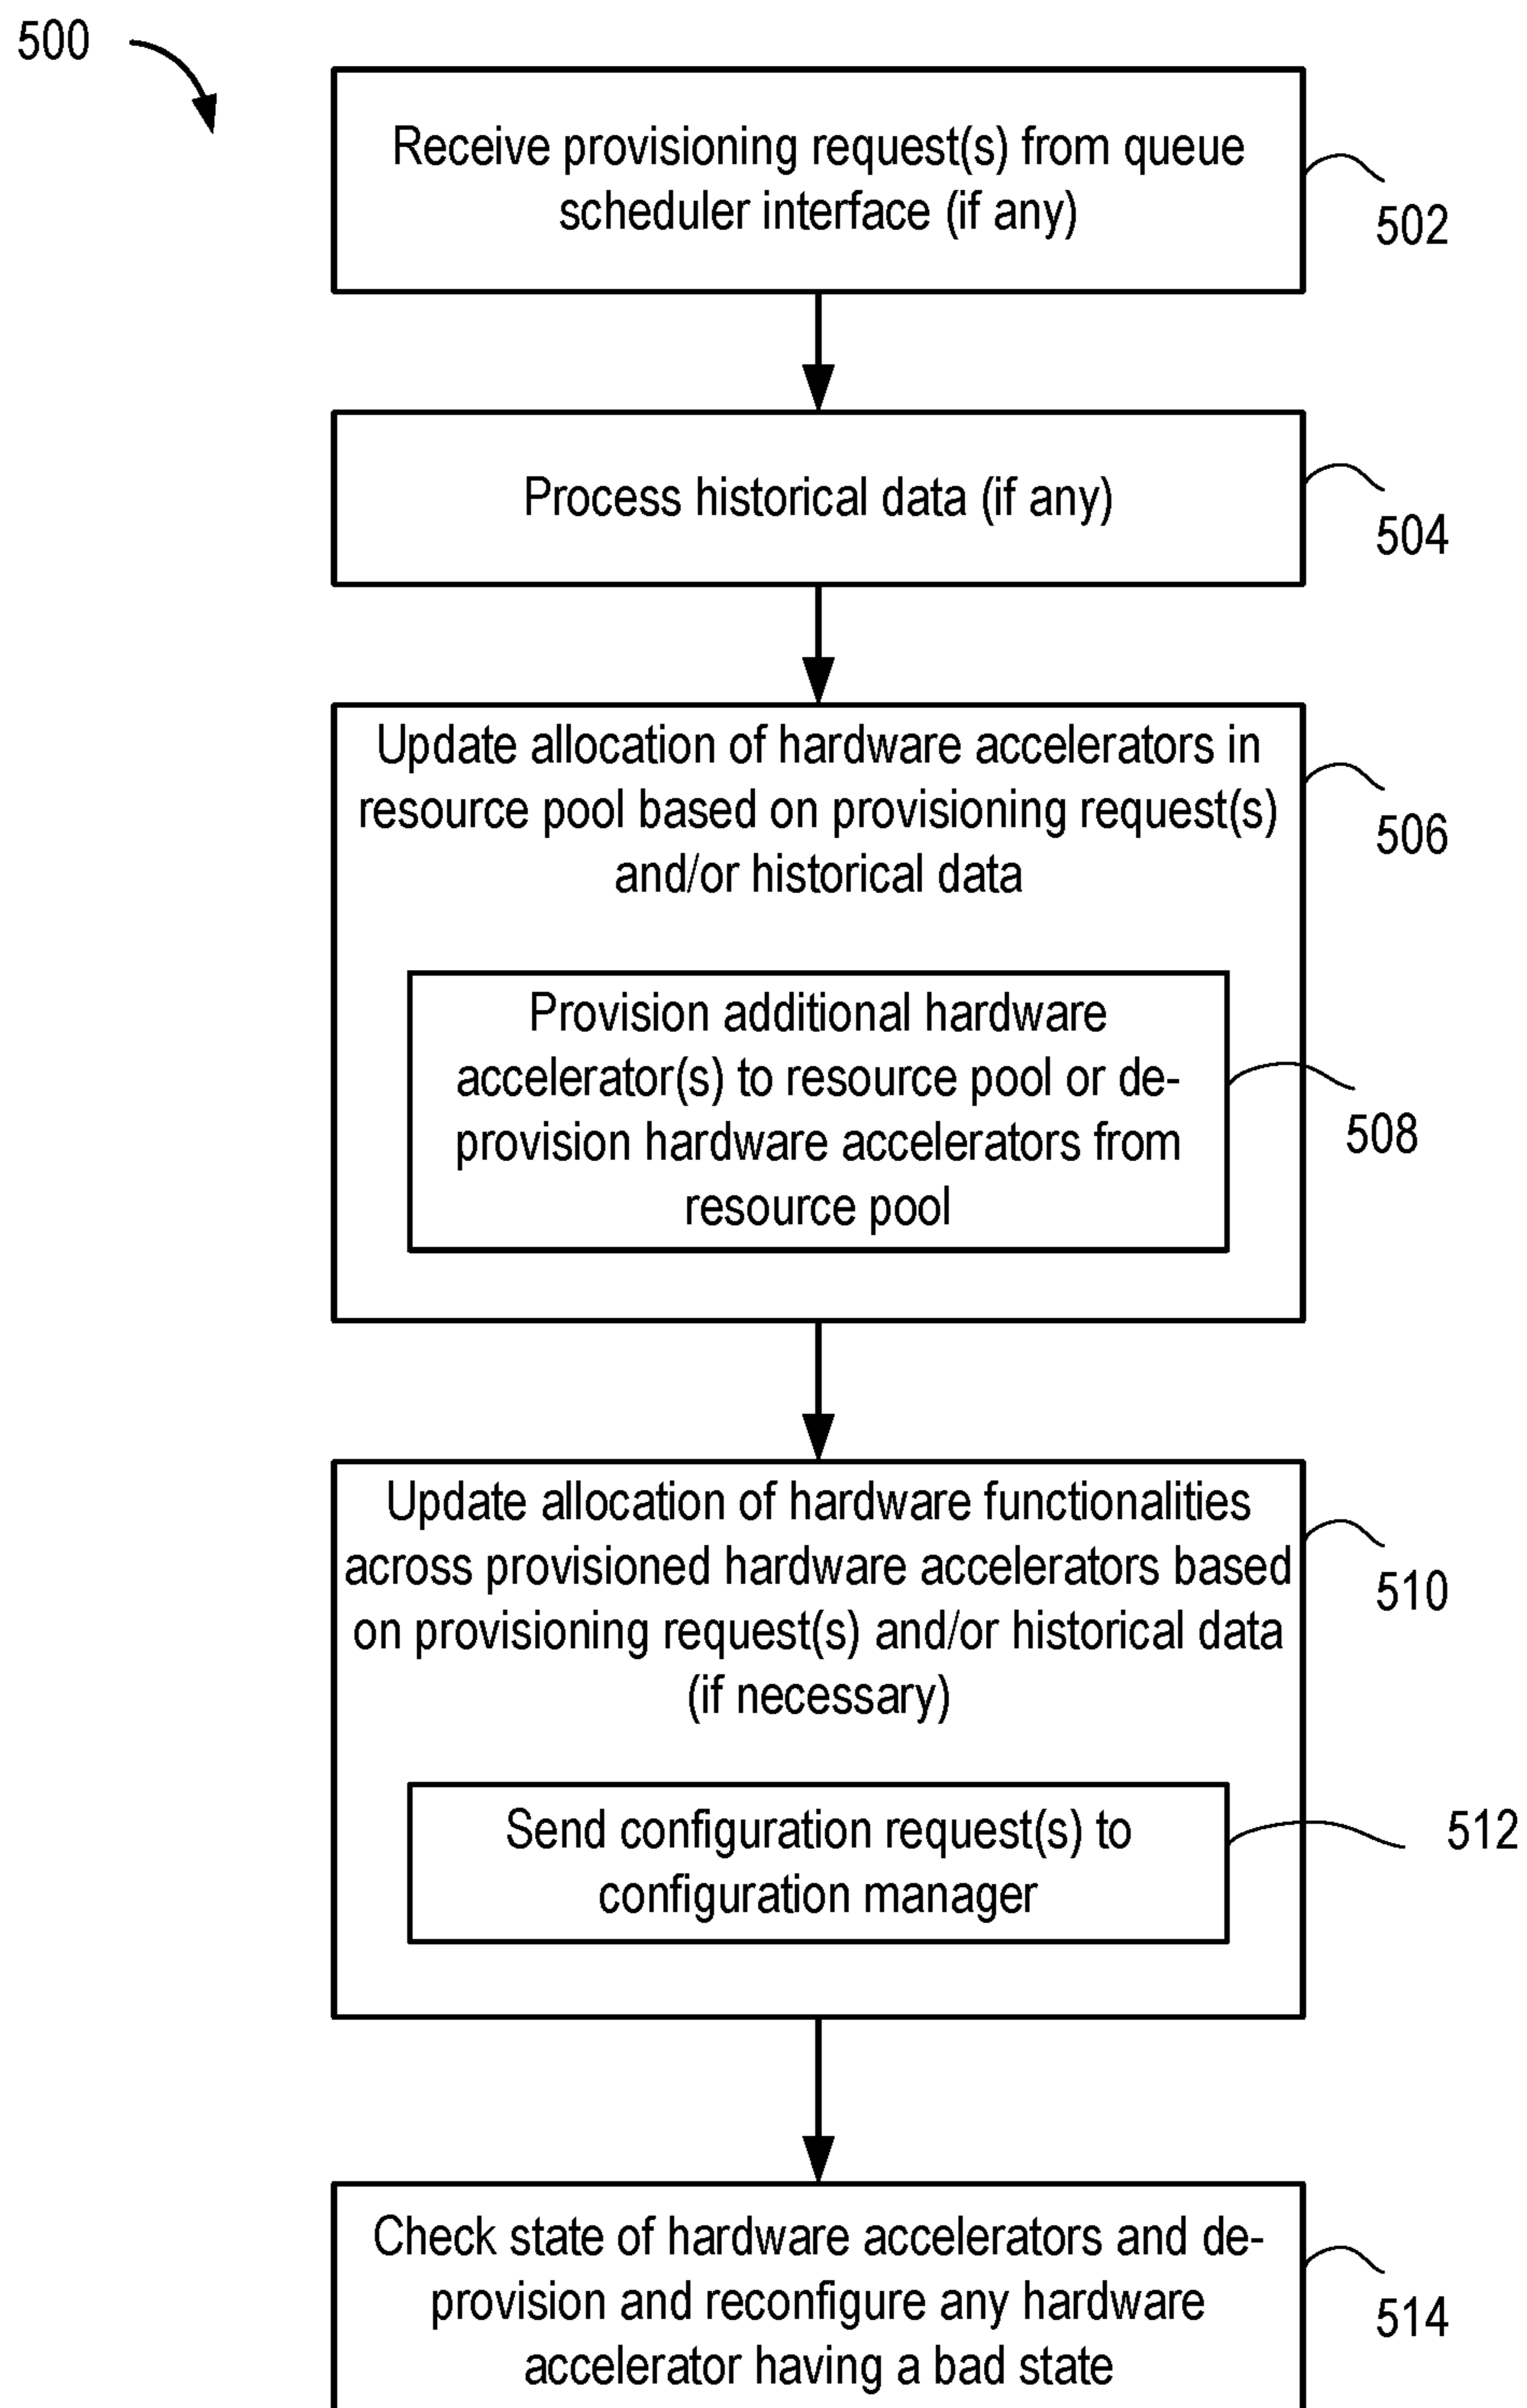 500
Receive provisioning request(s) from queue
scheduler interface (if any)
502
Process historical data (if any)
504
Update allocation of hardware accelerators in
resource pool based on provisioning request(s)
and/or historical data
506
Provision additional hardware
accelerator(s) to resource pool or de-
provision hardware accelerators from
resource pool
508
Update allocation of hardware functionalities
across provisioned hardware accelerators based
on provisioning request(s) and/or historical data
(if necessary)
510
Send configuration request(s) to
configuration manager
512
Check state of hardware accelerators and de-
provision and reconfigure any hardware
accelerator having a bad state
514